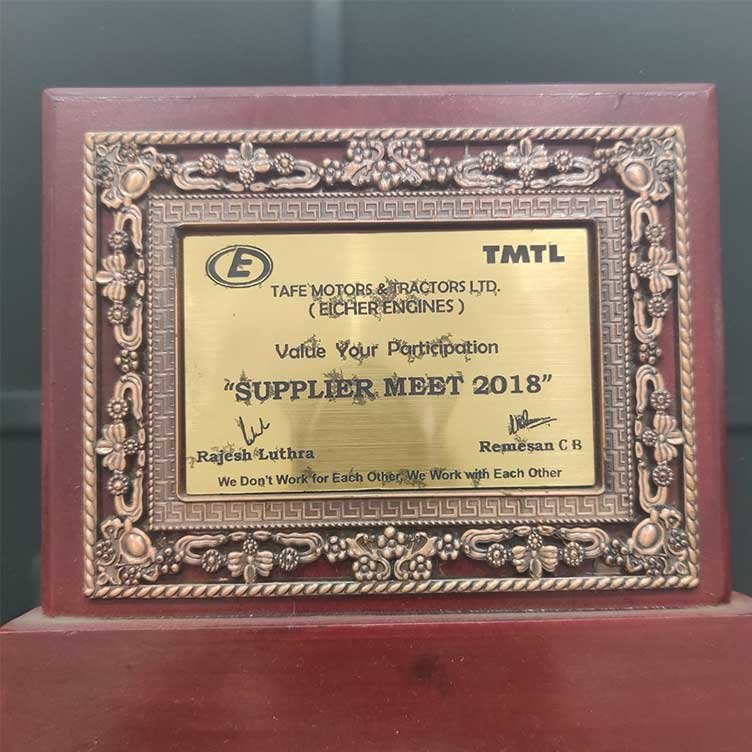 E
TMTL
TAFE MOTORS & TRACTORS LTD.
( EICHER ENGINES )
Value Your Participation
"SUPPLIER MEET 2018"
Rajesh Luthra
Remesan C B
We Don't Work for Each Other, We Work with Each Other